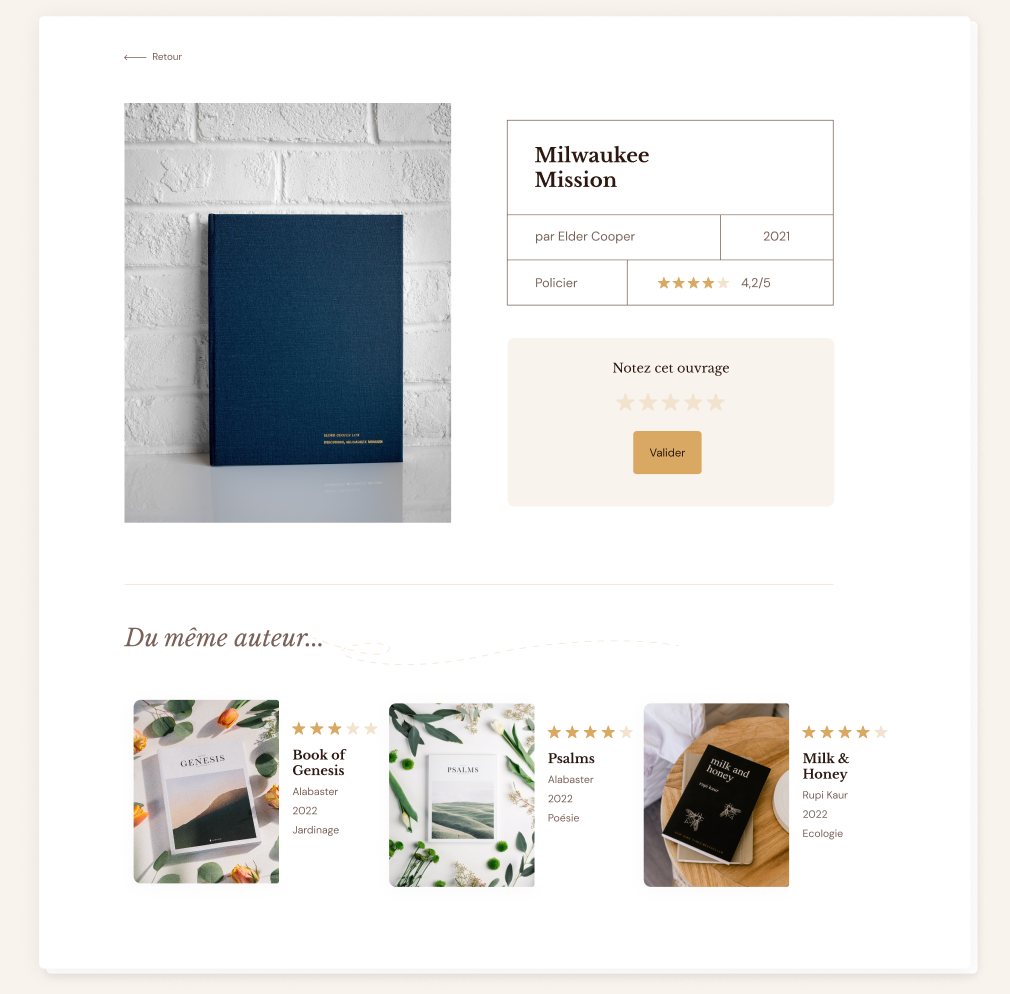 Retour
Milwaukee
Mission
par Elder Cooper
2021
Policier
4,2/5
Notez cet ouvrage
Valider
Du même auteur...
GENESIS
Book of
Genesis
Alabaster
2022
Jardinage
PSALMS
Psalms
Alabaster
2022
Poésie
milk and
honey
rupi kaur
Milk &
Honey
Rupi Kaur
2022
Ecologie